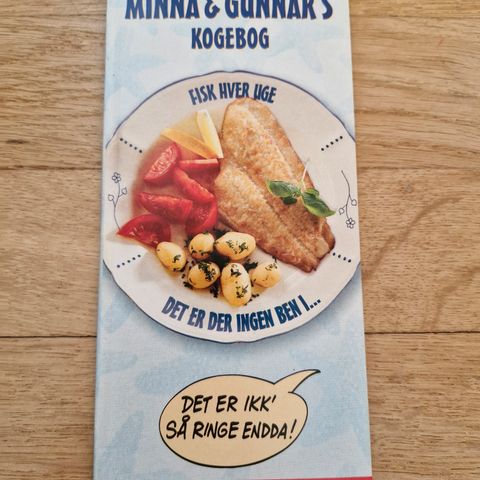 MINNA & GUNNAR'S
KOGEBOG
FISK HVER UGE
DET ER DER INGEN BEN I...
DET ER IKK'
SÅ RINGE ENDDA!